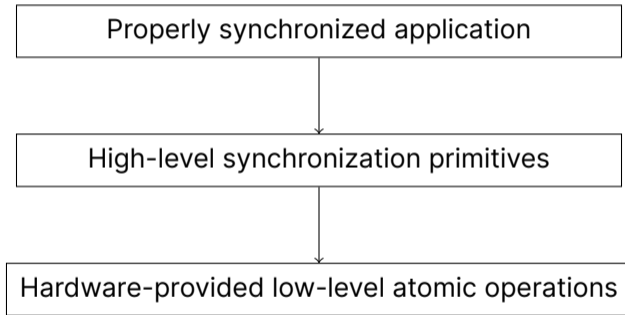 Properly synchronized application
High-level synchronization primitives
Hardware-provided low-level atomic operations